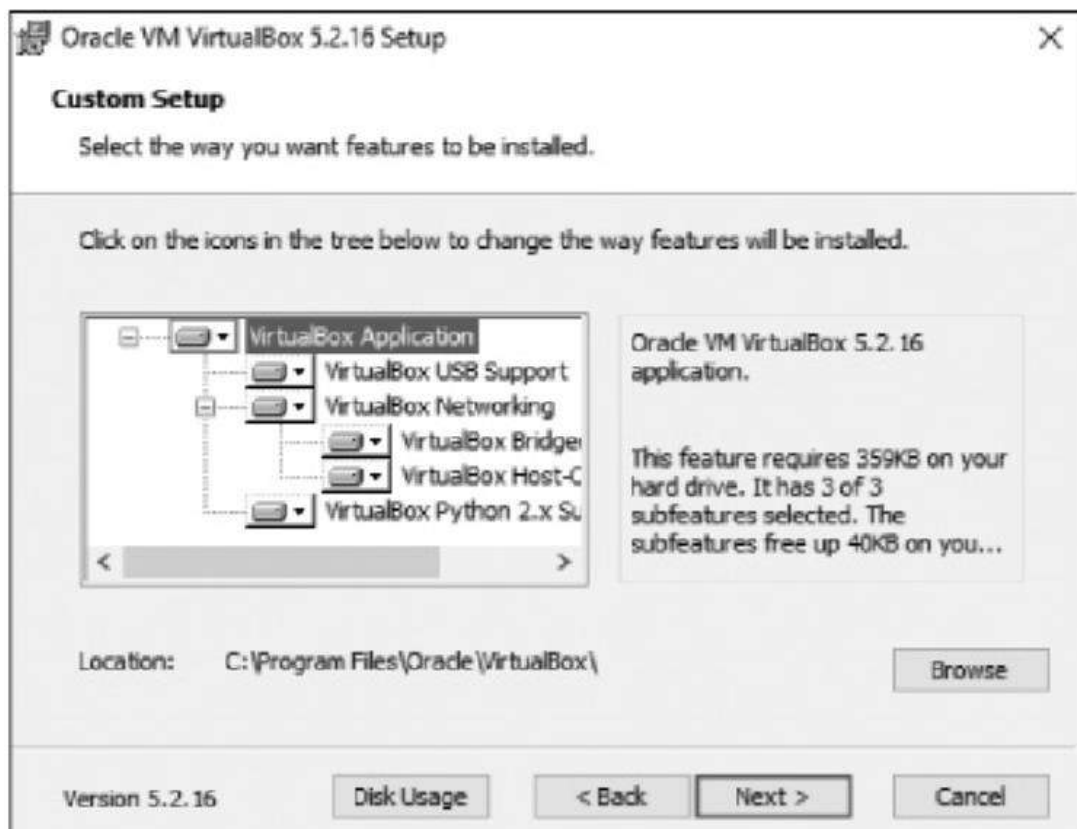 Oracle VM VirtualBox 5.2.16 Setup
Custom Setup
Select the way you want features to be installed.
Click on the icons in the tree below to change the way features will be installed.
VirtualBox Application
VirtualBox USB Support
VirtualBox Networking
VirtualBox Bridge
VirtualBox Host-C
VirtualBox Python 2.x Su
Oracle VM VirtualBox 5.2.16
application.
This feature requires 359KB on your
hard drive. It has 3 of 3
subfeatures selected. The
subfeatures free up 40KB on you...
Location: C:\Program Files\Oracle\VirtualBox\
Browse
Version 5.2.16
Disk Usage
< Back
Next >
Cancel